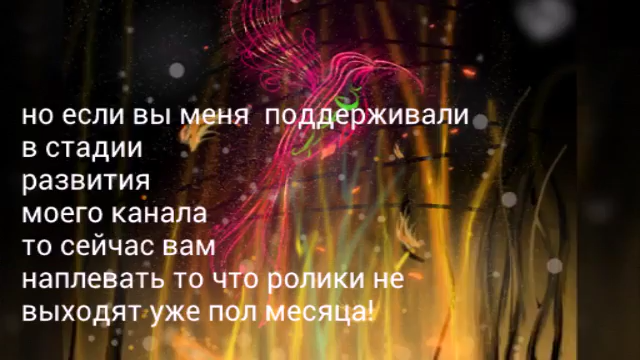 но если вы меня  поддерживали
в стадии
развития
моего канала
то сейчас вам
наплевать то что ролики не
выходят уже пол месяца!